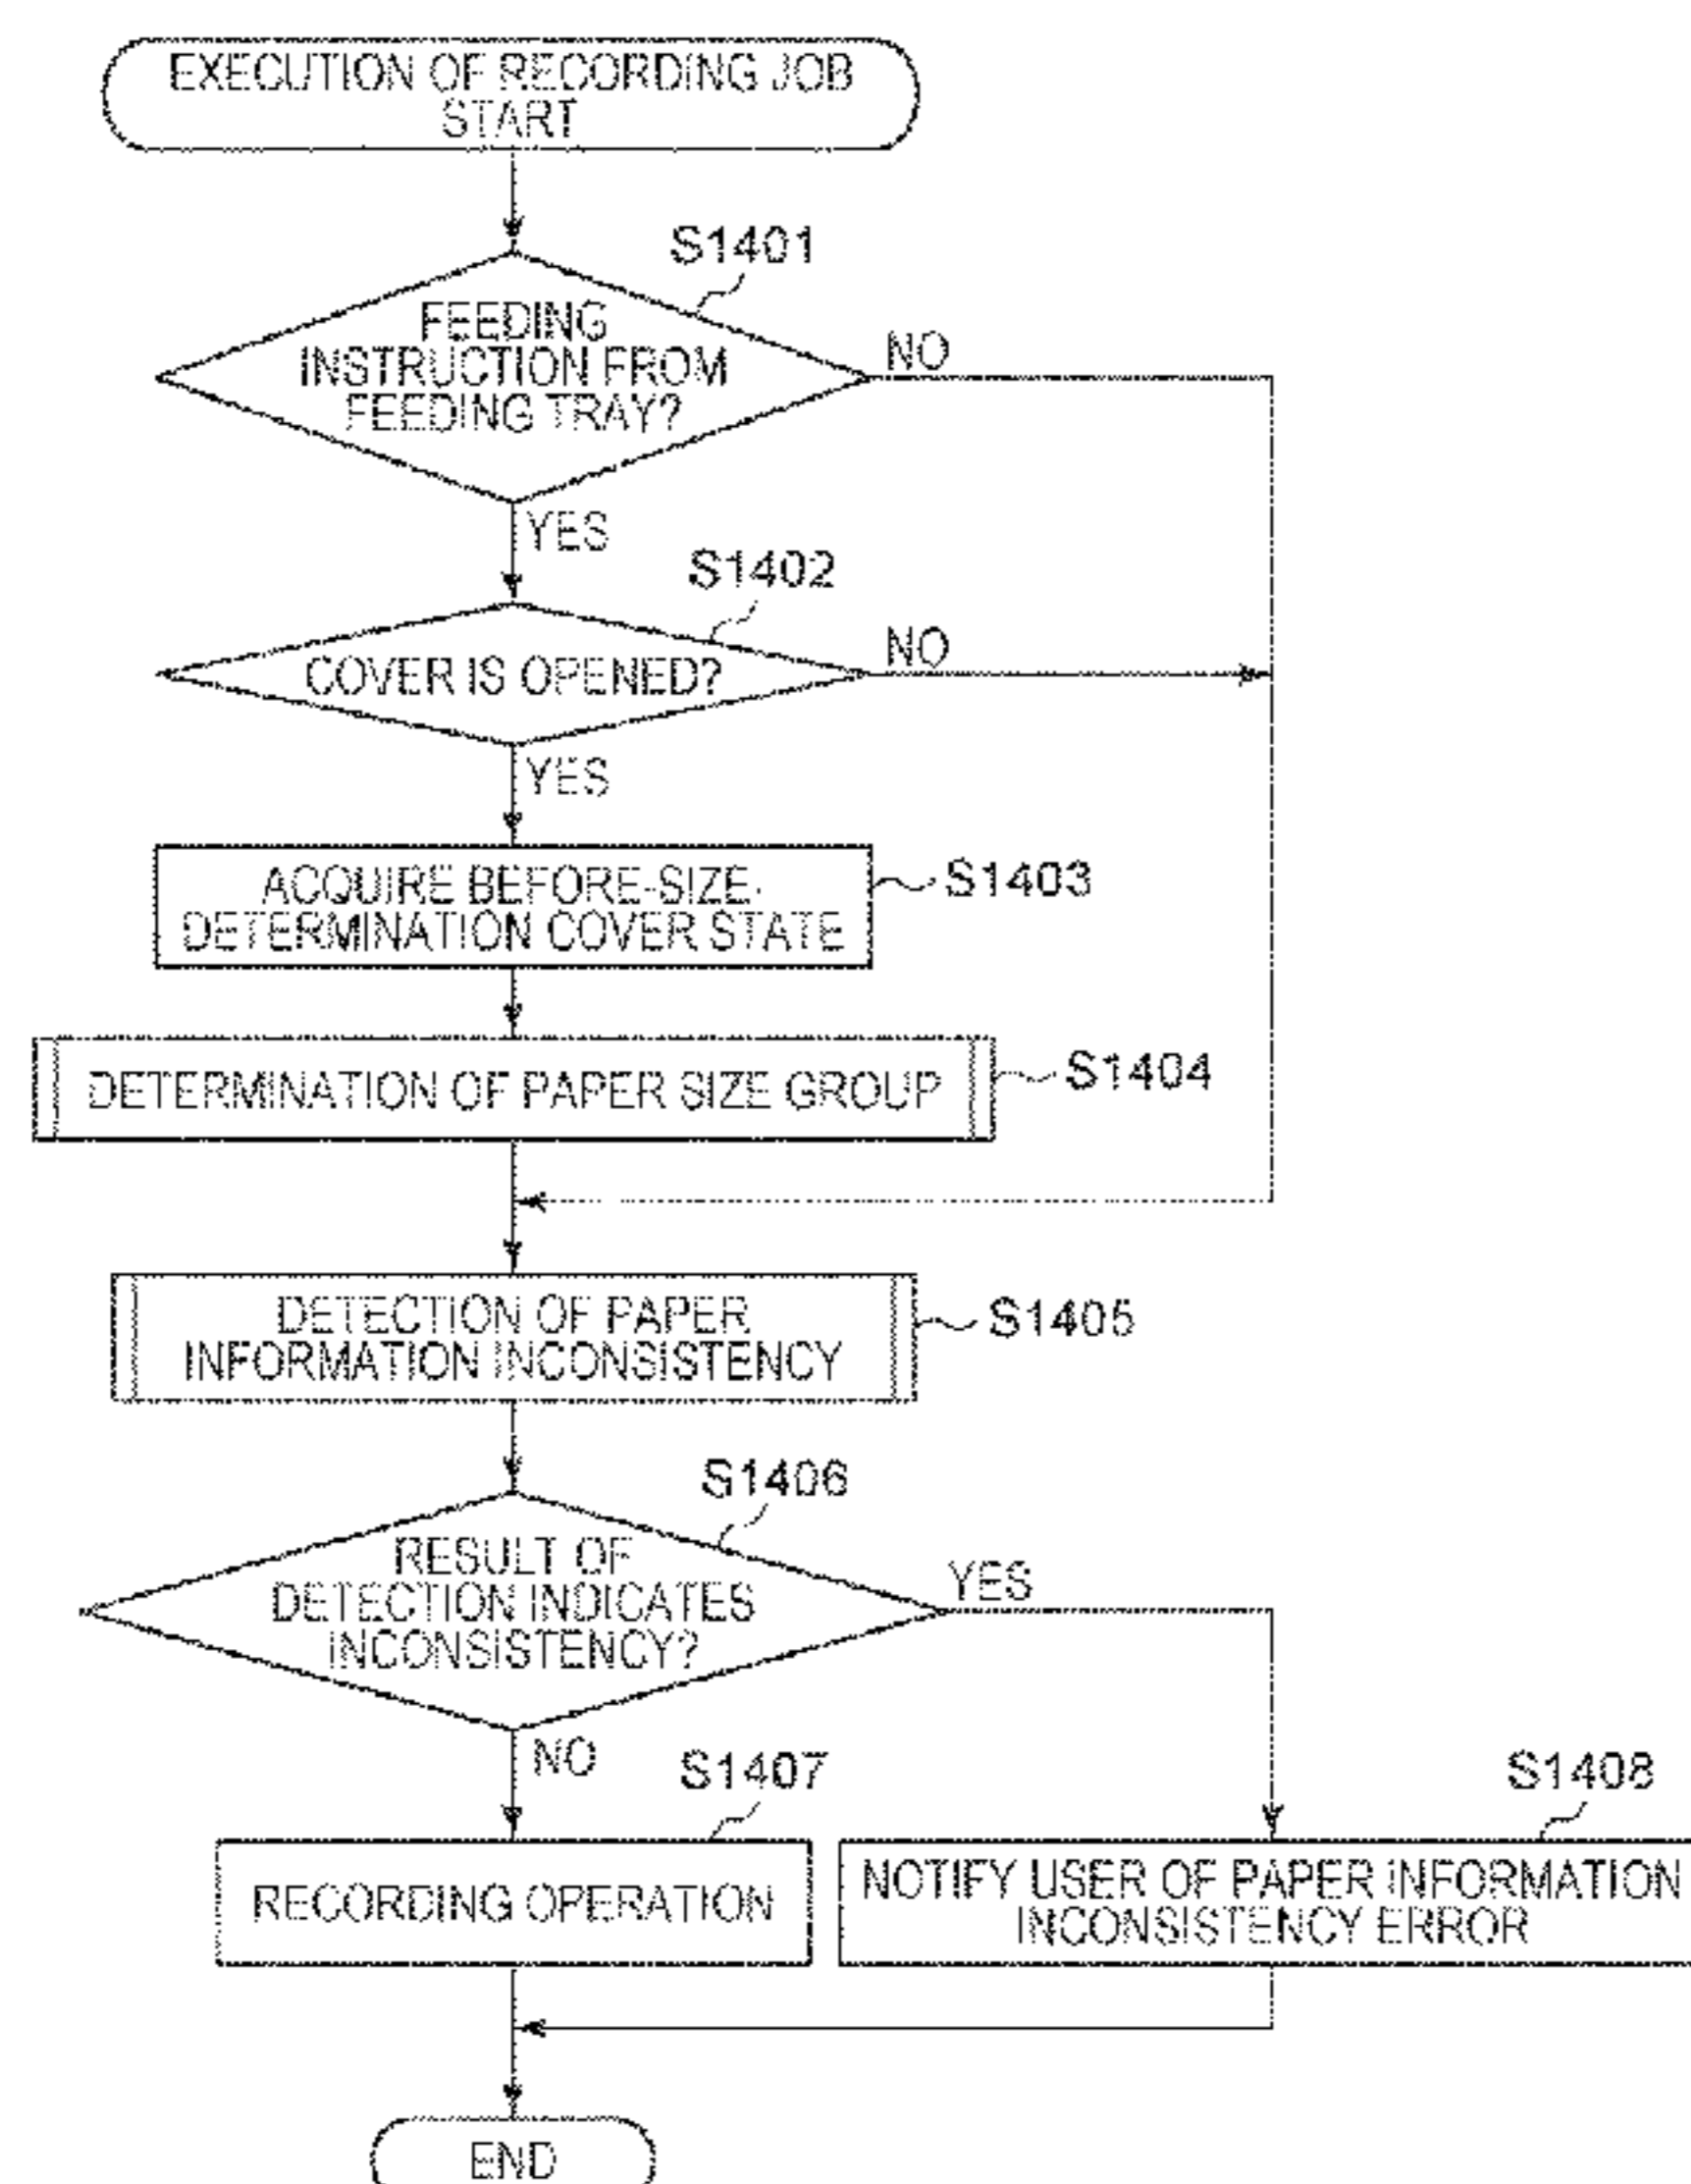 EXECUTION OF RECORDING JOB
START
S1401
FEEDING
INSTRUCTION FROM
FEEDING TRAY?
NO
YES
S1402
COVER IS OPENED?
NO
YES
ACQUIRE BEFORE-SIZE-
DETERMINATION COVER STATE
S1403
DETERMINATION OF PAPER SIZE GROUP
S1404
DETECTION OF PAPER
INFORMATION INCONSISTENCY
S1405
S1406
RESULT OF
DETECTION INDICATES
INCONSISTENCY?
YES
NO
S1407
S1408
RECORDING OPERATION
NOTIFY USER OF PAPER INFORMATION
INCONSISTENCY ERROR
END